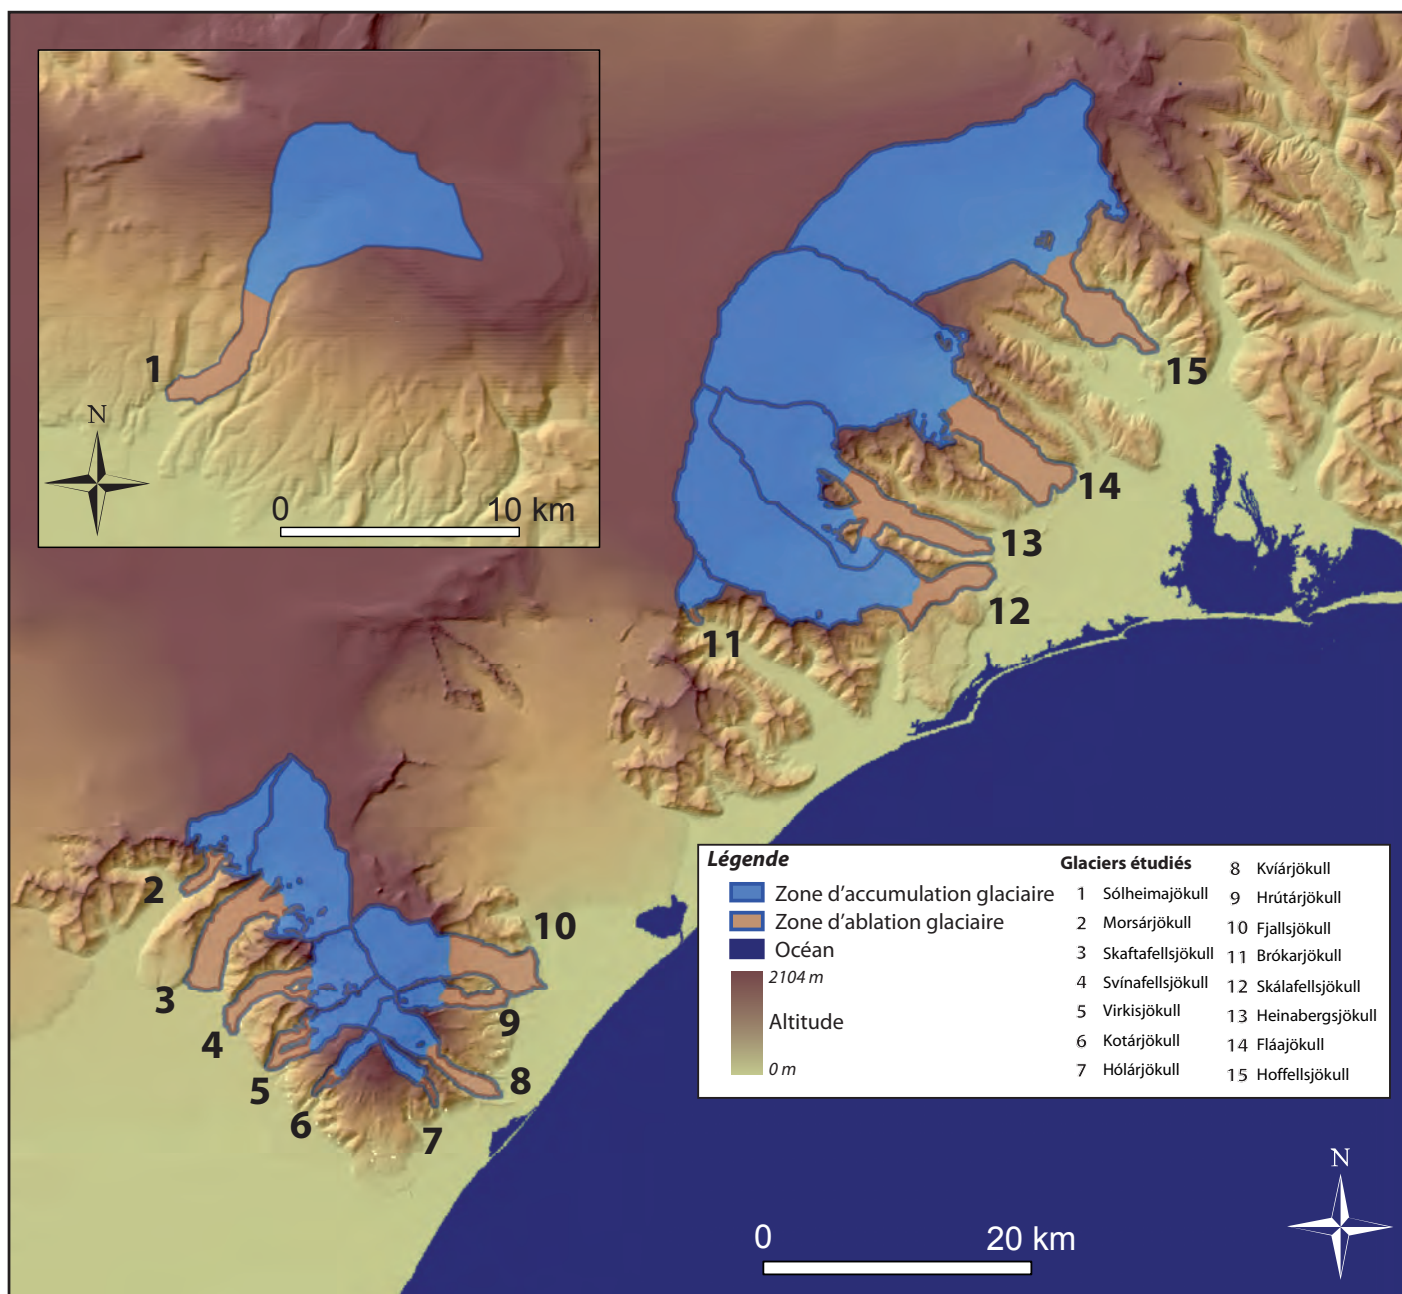 1
N
0
10 km
15
14
13
12
11
2
10
3
9
4
5
8
6
7
Légende
Zone d'accumulation glaciaire
Zone d'ablation glaciaire
Océan
2104 m
Altitude
0 m
Glaciers étudiés
1 Sólheimajökull
2 Morsárjökull
3 Skaftafellsjökull
4 Svínafellsjökull
5 Virkisjökull
6 Kotárjökull
7 Hólárjökull
8 Kvíárjökull
9 Hrútárjökull
10 Fjallsjökull
11 Brókarjökull
12 Skálafellsjökull
13 Heinabergsjökull
14 Fláajökull
15 Hoffellsjökull
N
0
20 km